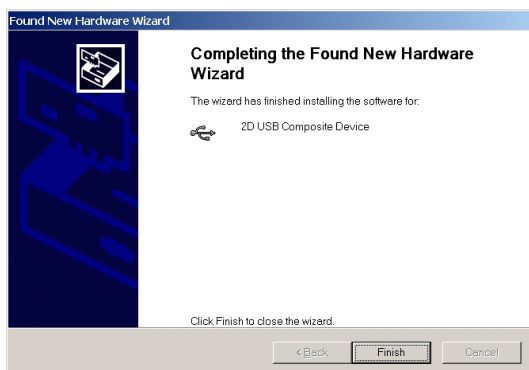 Found New Hardware Wizard
Completing the Found New Hardware
Wizard
The wizard has finished installing the software for:
2D USB Composite Device
Click Finish to close the wizard.
< Back
Finish
Cancel